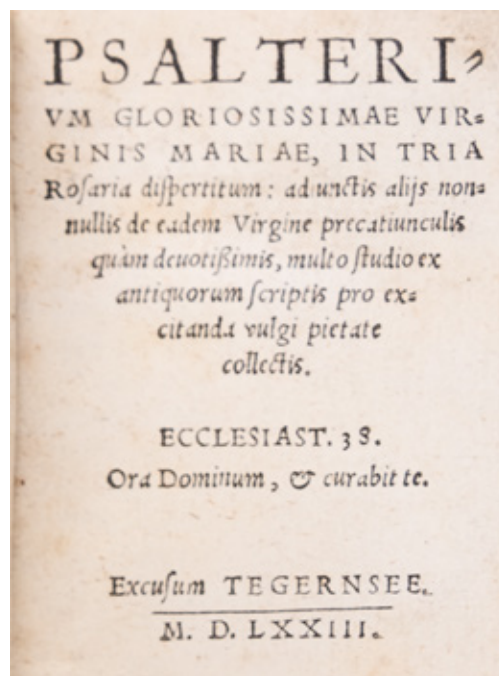 PSALTERI⸗
VM GLORIOSISSIMAE VIR⸗
GINIS MARIAE, IN TRIA
Roſaria diſpertitum: adiunctis alijs non⸗
nullis de eadem Virgine precatiunculis
quàm deuotißimis, multo ſtudio ex
antiquorum ſcriptis pro ex⸗
citanda vulgi pietate
collectis.
ECCLESIAST. 38.
Ora Dominum, & curabit te.
Excuſum TEGERNSEE.
M. D. LXXIII.